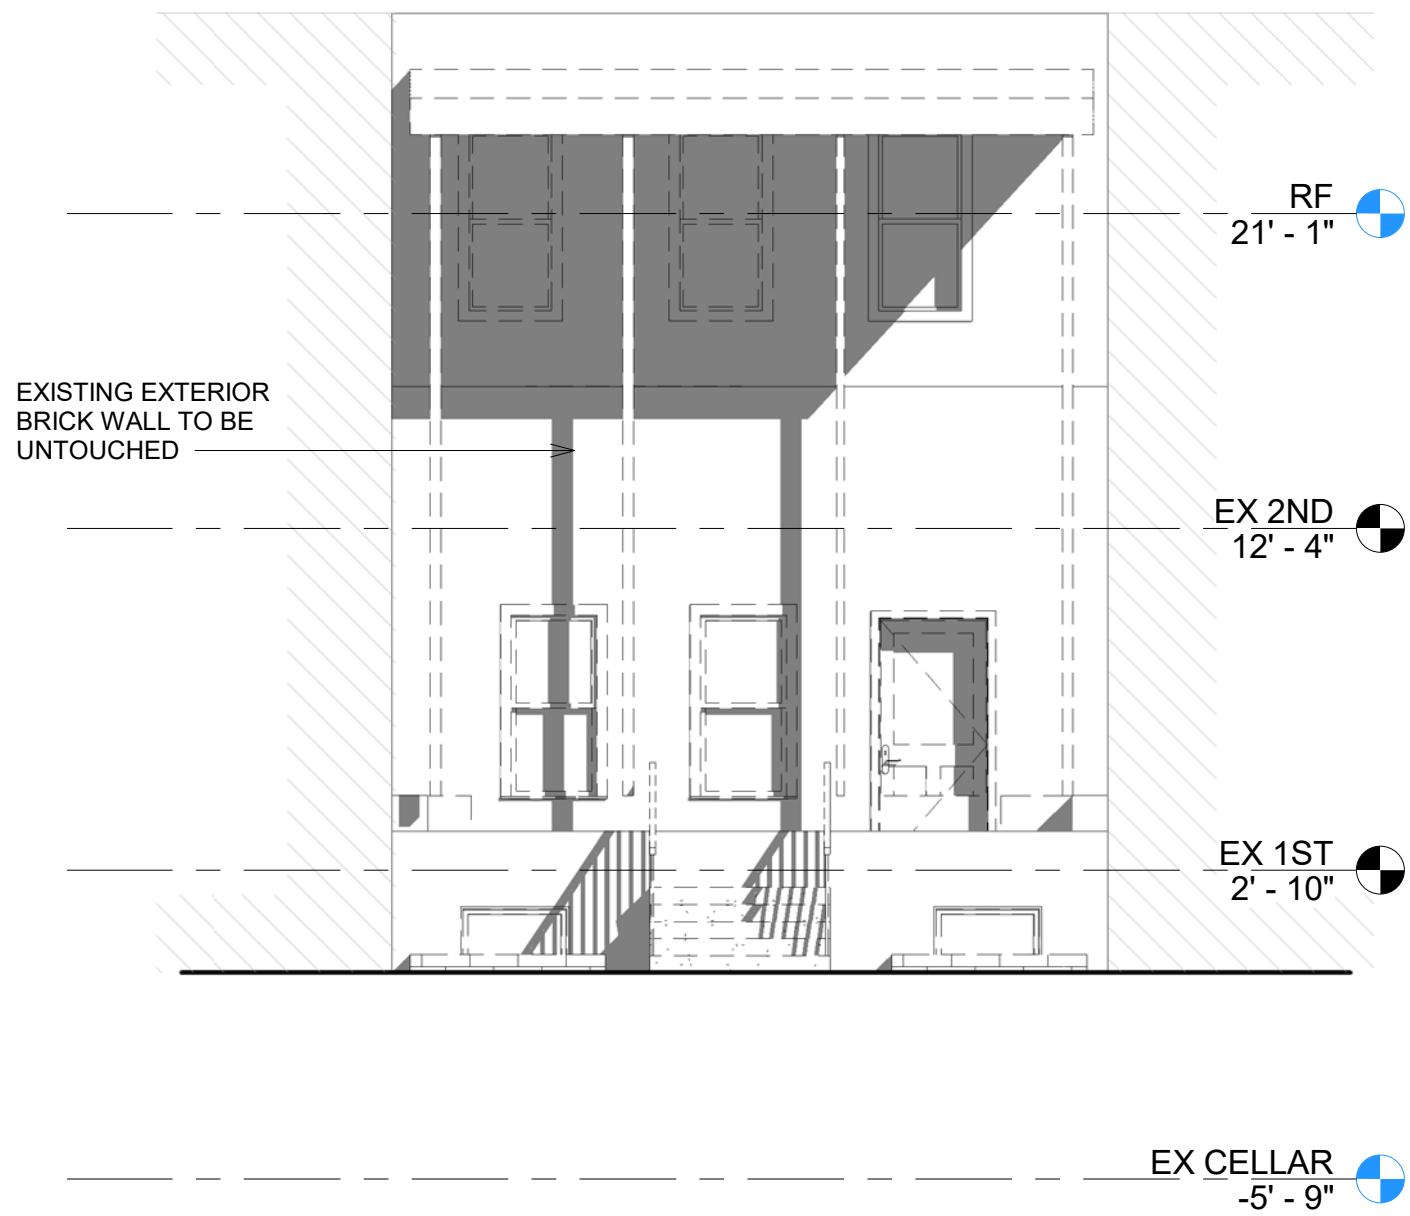 RF
21' - 1"
EXISTING EXTERIOR
BRICK WALL TO BE
UNTOUCHED
EX 2ND
12' - 4"
EX 1ST
2' - 10"
EX CELLAR
-5' - 9"